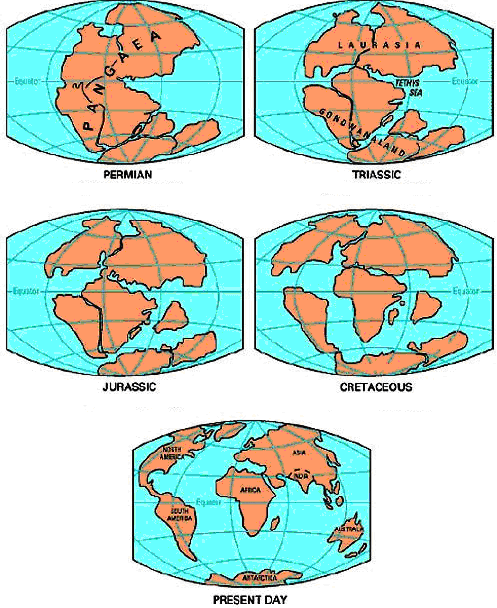 PANGAEA
Equator
PERMIAN
LAURASIA
TETHYS
SEA
Equator
GONDWANALAND
TRIASSIC
Equator
JURASSIC
Equator
CRETACEOUS
NORTH
AMERICA
ASIA
INDIA
AFRICA
Equator
SOUTH
AMERICA
AUSTRALIA
ANTARCTICA
PRESENT DAY